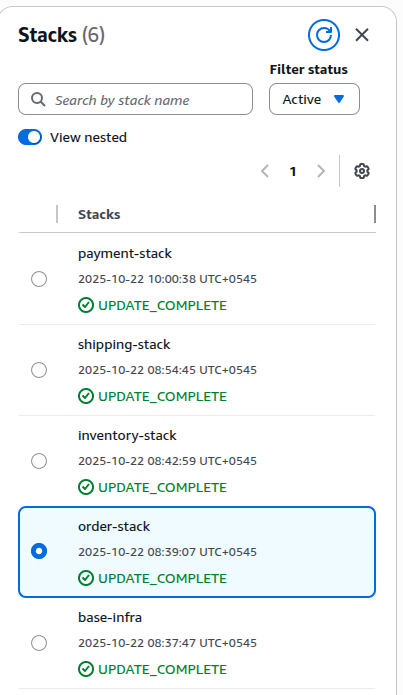 Stacks (6)
Filter status
Search by stack name
Active
View nested
1
Stacks
payment-stack
2025-10-22 10:00:38 UTC+0545
UPDATE_COMPLETE
shipping-stack
2025-10-22 08:54:45 UTC+0545
UPDATE_COMPLETE
inventory-stack
2025-10-22 08:42:59 UTC+0545
UPDATE_COMPLETE
order-stack
2025-10-22 08:39:07 UTC+0545
UPDATE_COMPLETE
base-infra
2025-10-22 08:37:47 UTC+0545
UPDATE_COMPLETE